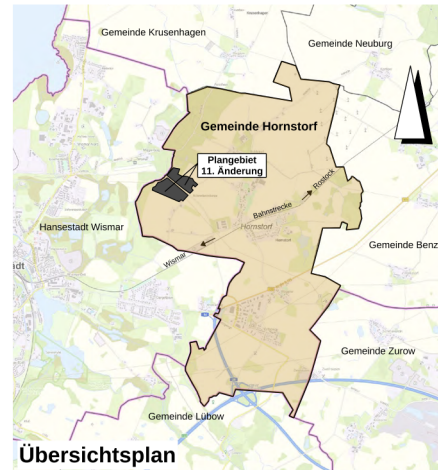 Gemeinde Krusenhagen
Gemeinde Neuburg
Gemeinde Hornstorf
Plangebiet
11. Änderung
Rostock
Bahnstrecke
Hornstorf
Hansestadt Wismar
Wismar
Gemeinde Benz
ädt
Gemeinde Zurow
Gemeinde Lübow
Übersichtsplan